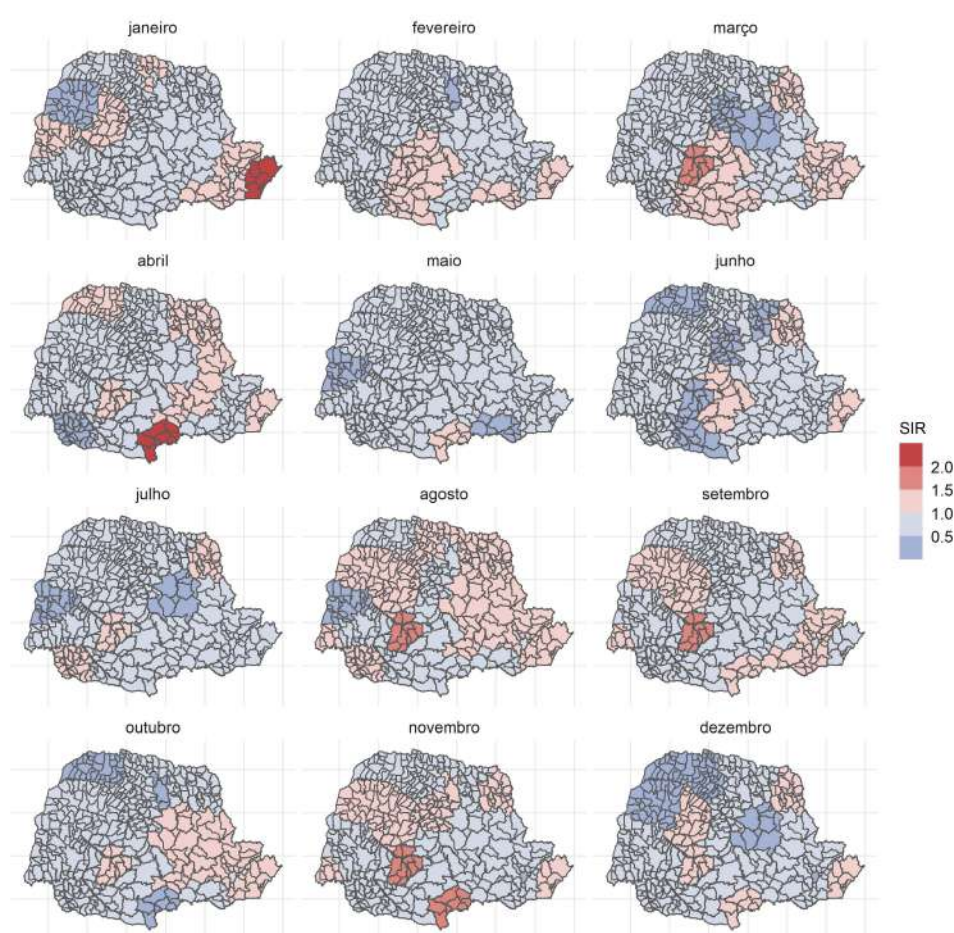 janeiro
fevereiro
março
abril
maio
junho
SIR
2.0
1.5
1.0
0.5
julho
agosto
setembro
outubro
novembro
dezembro